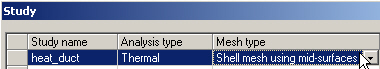 Study
Study name Analysis type Mesh type
heat_duct Thermal Shell mesh using mid-surfaces